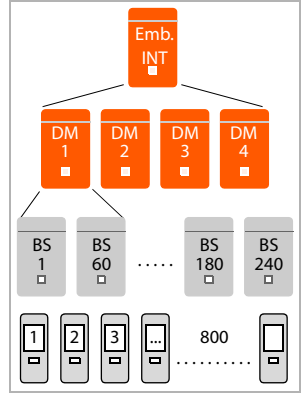 Emb.
INT
DM DM DM DM
1 2 3 4
BS BS BS BS
1 60 ..... 180 240
1 2 3 ... 800
..........